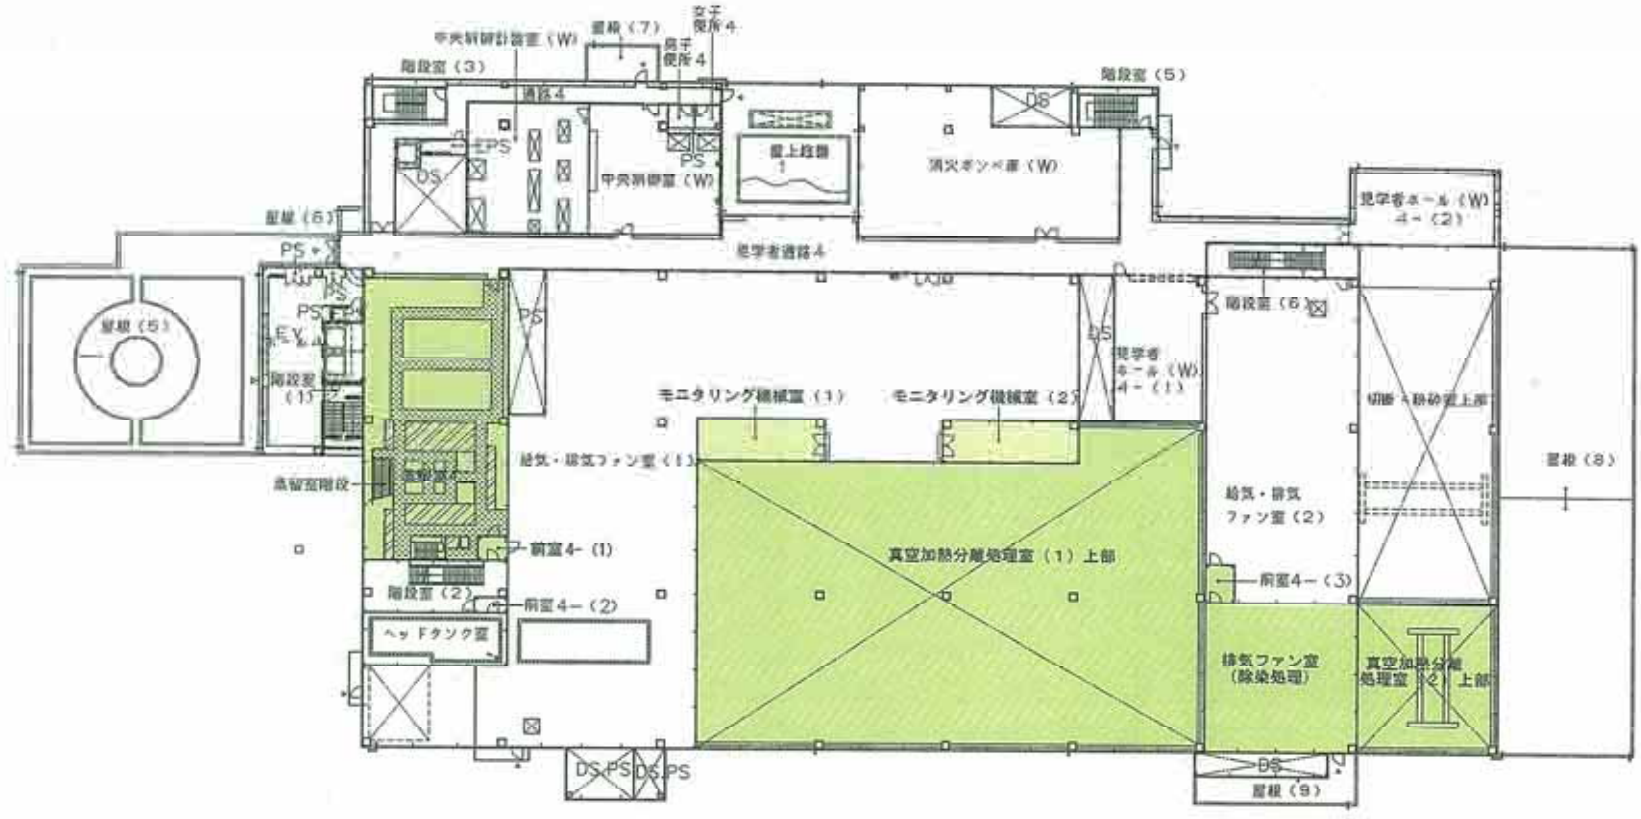 女子
便所4
屋根(7)
中央制御計器室(W)
男子
便所4
階段室(3)
階段室(5)
通路4
DS
EPS
DS
PS
屋上庭園
1
中央制御室(W)
消火ボンベ庫(W)
見学者ホール(W)
4-(2)
屋根(6)
PS
見学者通路4
PS
PS
PS
EV
屋根(5)
階段室(6)
DS
見学者
ホール(W)
4-(1)
階段室
(1)
モニタリング機械室(1)
モニタリング機械室(2)
切断・破砕室上部
給気・排気ファン室(1)
屋根(8)
蒸留室階段
給気・排気
ファン室(2)
前室4-(1)
真空加熱分離処理室(1)上部
前室4-(3)
階段室(2)
前室4-(2)
ヘッドタンク室
排気ファン室
(除染処理)
真空加熱分離
処理室(2)上部
DS,PS
DS,PS
DS
屋根(9)